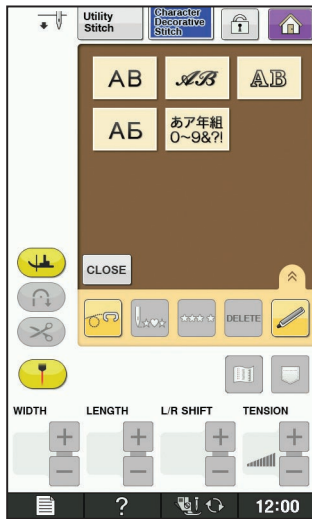 Utility
Stitch
Character
Decorative
Stitch
AB
AB
AB
АБ
あア年組
0~9&?!
CLOSE
DELETE
WIDTH
LENGTH
L/R SHIFT
TENSION
?
12:00